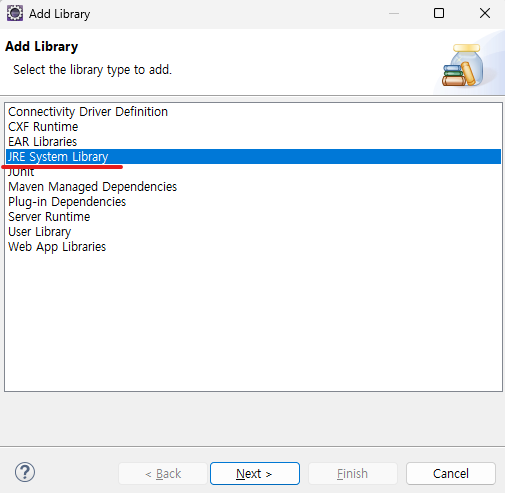 Add Library
Add Library
Select the library type to add.
Connectivity Driver Definition
CXF Runtime
EAR Libraries
JRE System Library
JUnit
Maven Managed Dependencies
Plug-in Dependencies
Server Runtime
User Library
Web App Libraries
?
< Back
Next >
Finish
Cancel